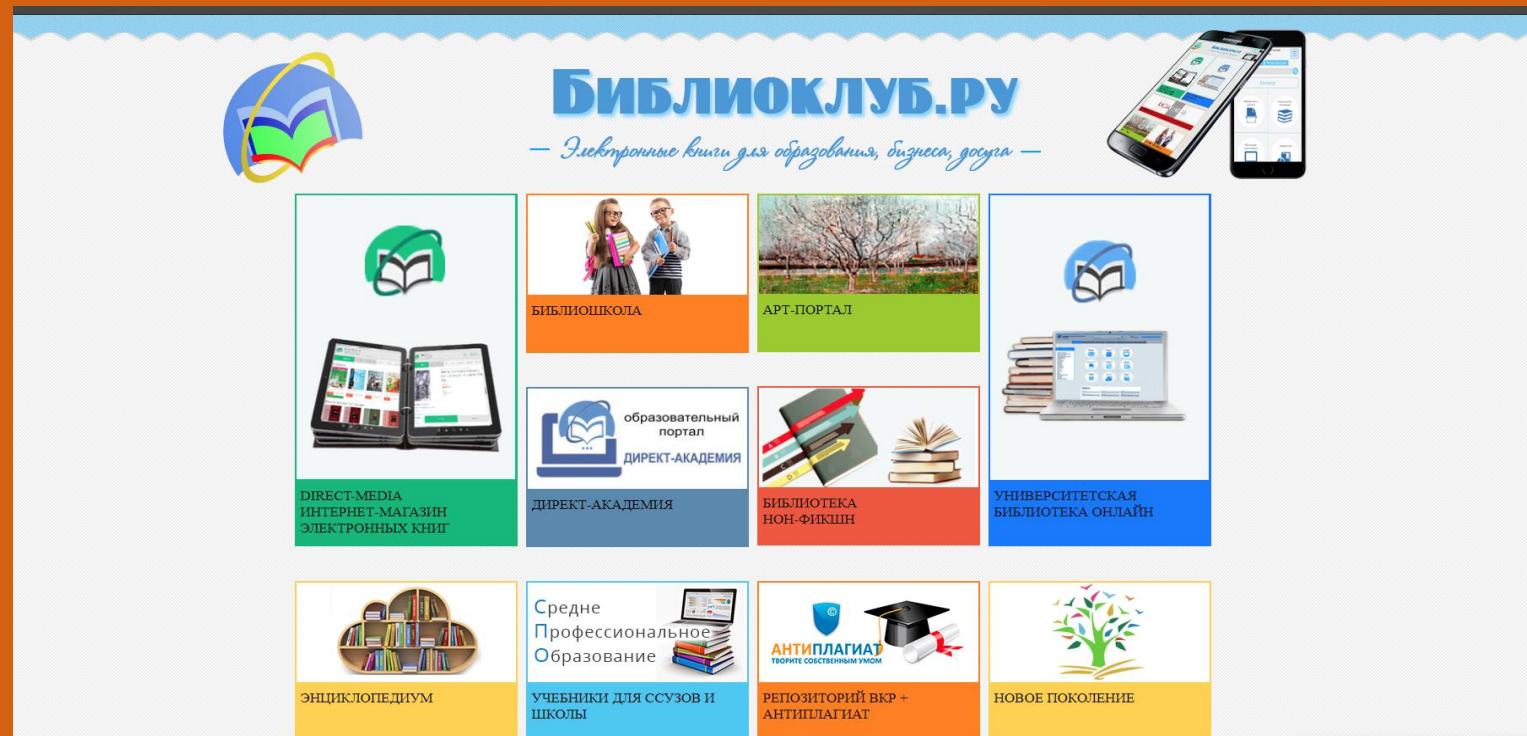 Библиоклуб.ру
— Электронные книги для образования, бизнеса, досуга —
DIRECT-MEDIA
ИНТЕРНЕТ-МАГАЗИН
ЭЛЕКТРОННЫХ КНИГ
БИБЛИОШКОЛА
АРТ-ПОРТАЛ
образовательный
портал
ДИРЕКТ-АКАДЕМИЯ
ДИРЕКТ-АКАДЕМИЯ
БИБЛИОТЕКА
НОН-ФИКШН
УНИВЕРСИТЕТСКАЯ
БИБЛИОТЕКА ОНЛАЙН
ЭНЦИКЛОПЕДИУМ
Средне
Профессиональное
Образование
УЧЕБНИКИ ДЛЯ ССУЗОВ И
ШКОЛЫ
©
АНТИПЛАГИАТ
ТВОРИТЕ СОБСТВЕННЫМ УМОМ
РЕПОЗИТОРИЙ ВКР +
АНТИПЛАГИАТ
НОВОЕ ПОКОЛЕНИЕ